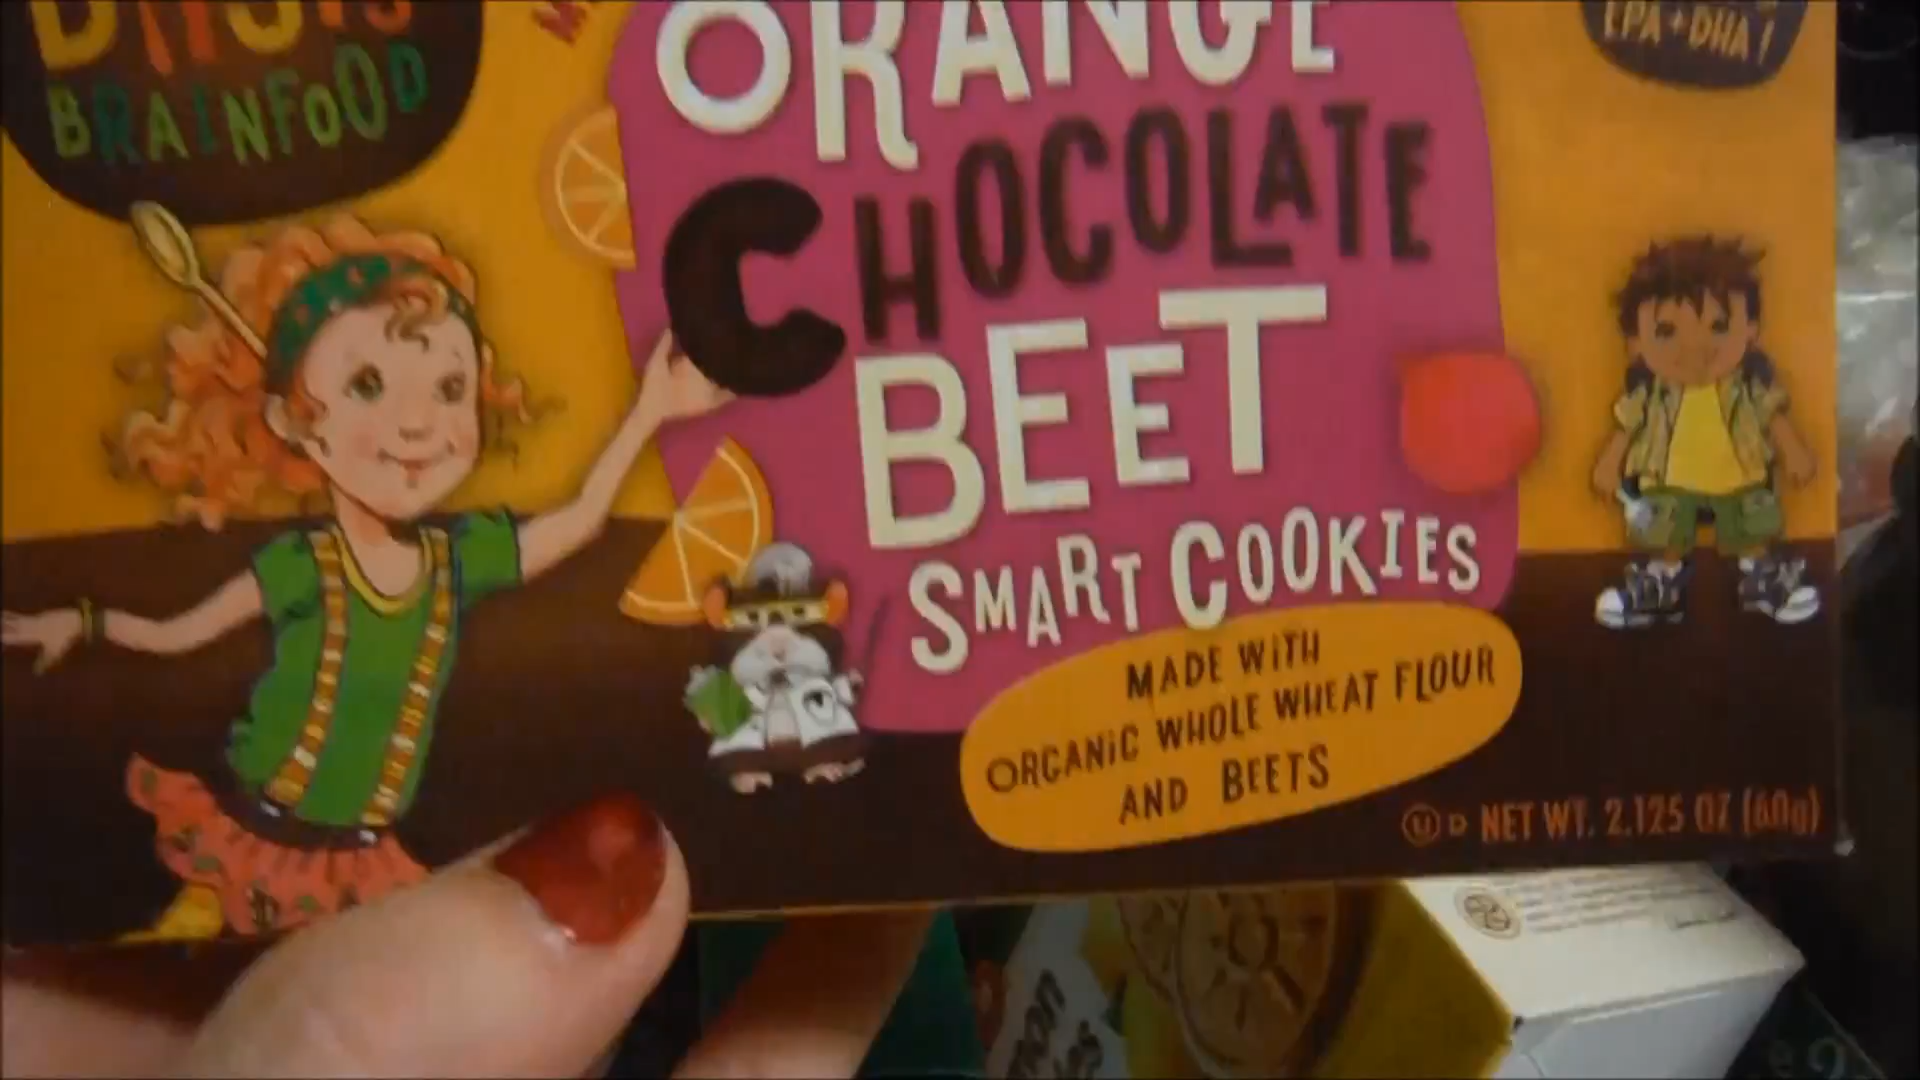 BRAINFOOD
ORANGE
CHOCOLATE
BEET
SMART COOKIES
EPA + DHA!
MADE WITH
ORGANIC WHOLE WHEAT FLOUR
AND BEETS
U D NET WT. 2.125 OZ (60g)